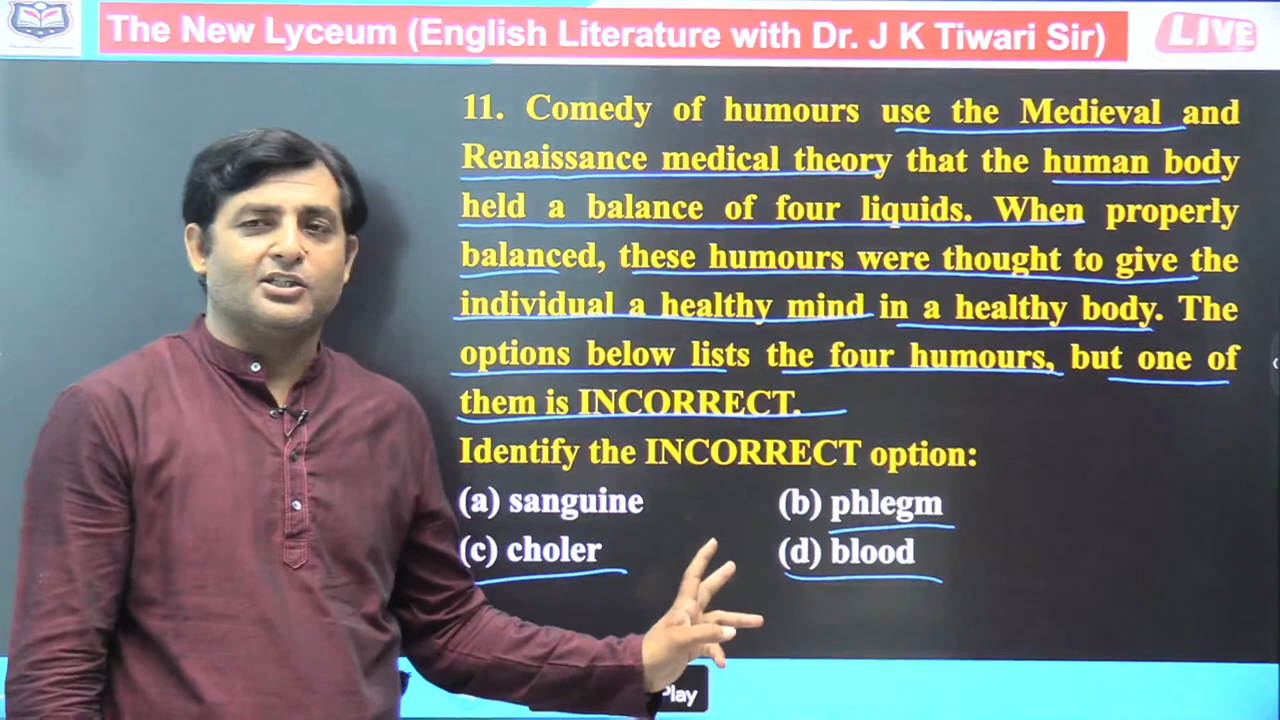 The New Lyceum (English Literature with Dr. J K Tiwari Sir)
LIVE
11. Comedy of humours use the Medieval and
Renaissance medical theory that the human body
held a balance of four liquids. When properly
balanced, these humours were thought to give the
individual a healthy mind in a healthy body. The
options below lists the four humours, but one of
them is INCORRECT.
Identify the INCORRECT option:
(a) sanguine (b) phlegm
(c) choler (d) blood
Play